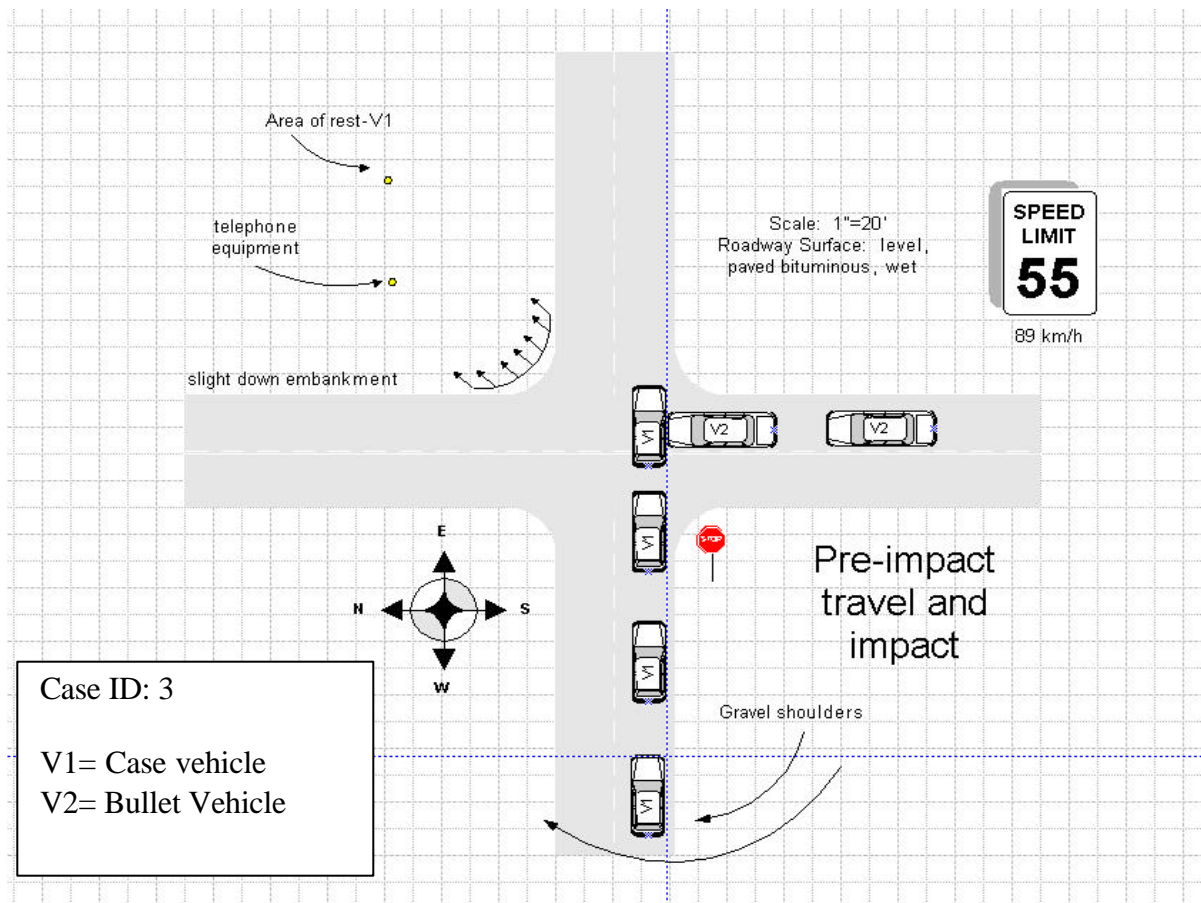 Area of rest-V1
telephone
equipment
slight down embankment
Scale: 1"=20'
Roadway Surface: level,
paved bituminous, wet
SPEED
LIMIT
55
89 km/h
V1
V2
V2
V1
STOP
V1
V1
E
N
S
W
Pre-impact
travel and
impact
Gravel shoulders
Case ID: 3
V1= Case vehicle
V2= Bullet Vehicle